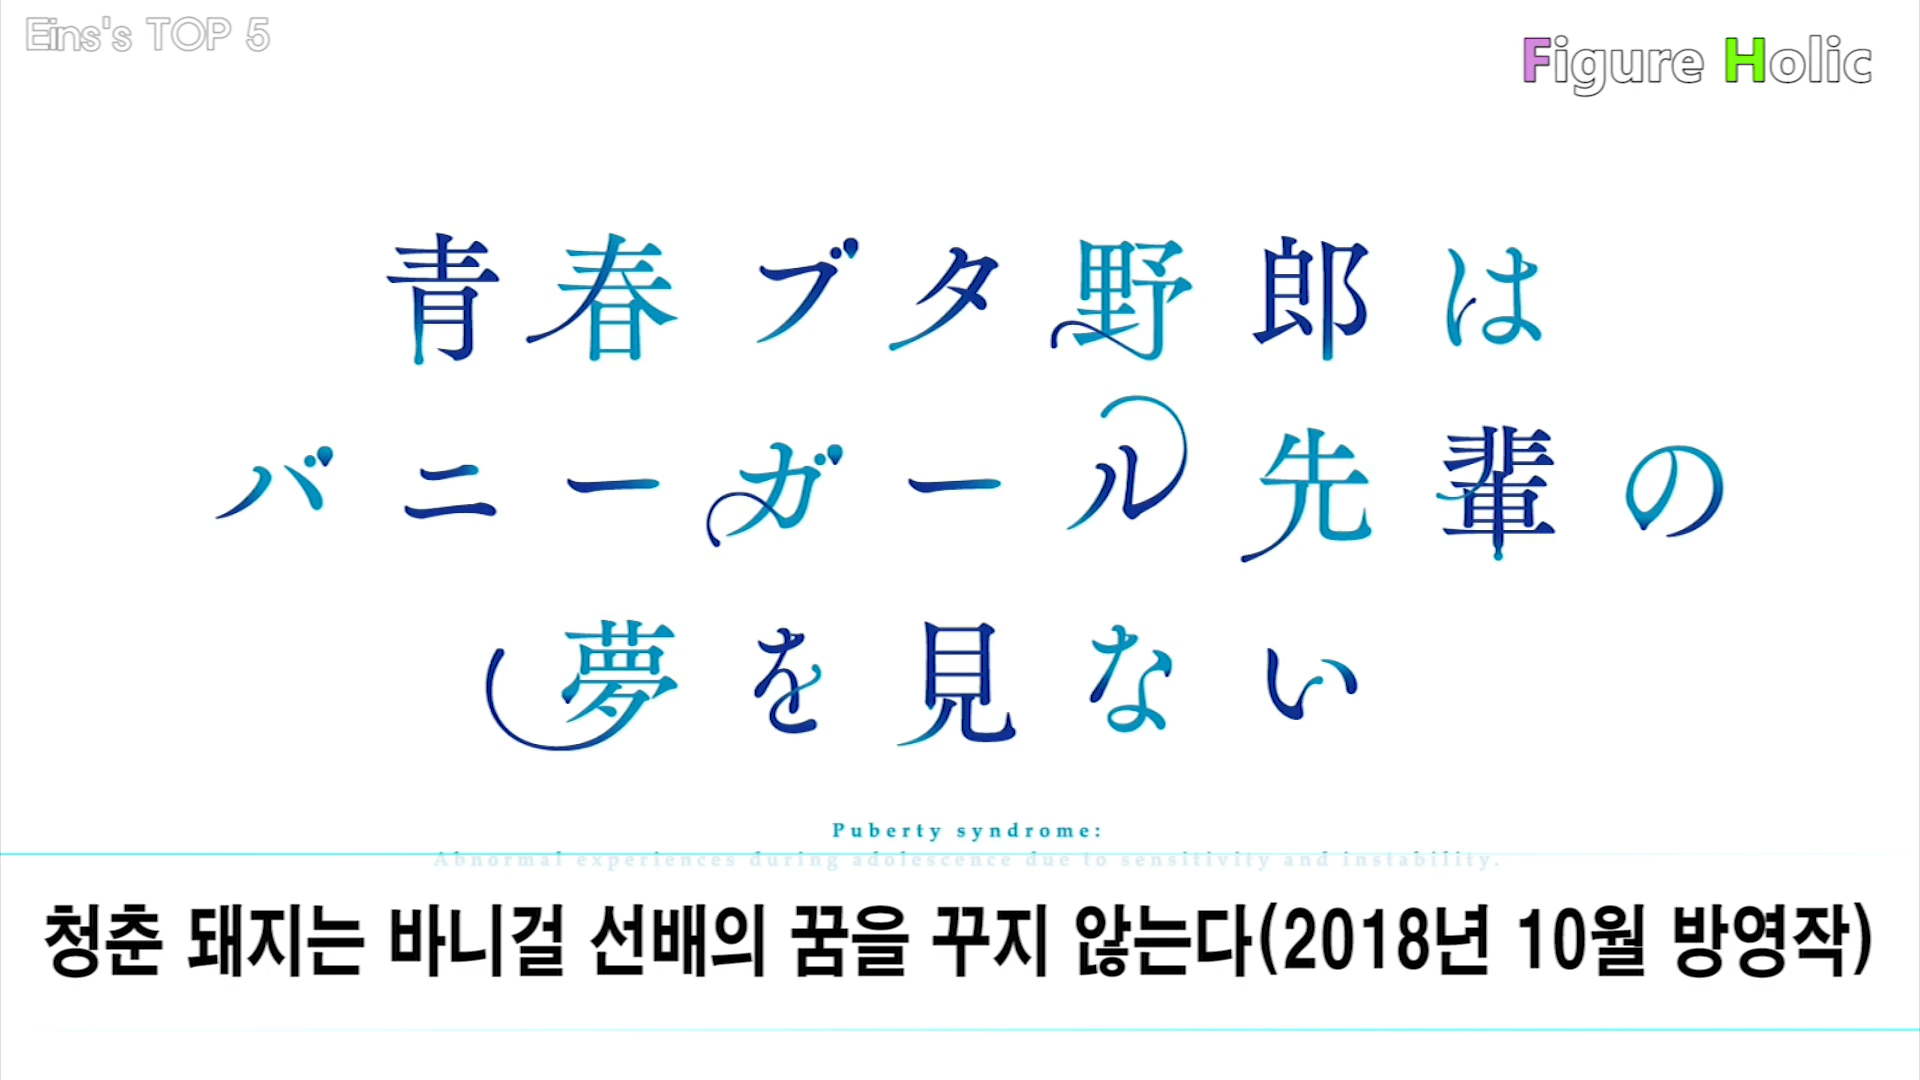 Eins's TOP 5
Figure Holic
青春ブタ野郎は
バニーガール先輩の
夢を見ない
Puberty syndrome:
Abnormal experiences during adolescence due to sensitivity and instability.
청춘 돼지는 바니걸 선배의 꿈을 꾸지 않는다(2018년 10월 방영작)